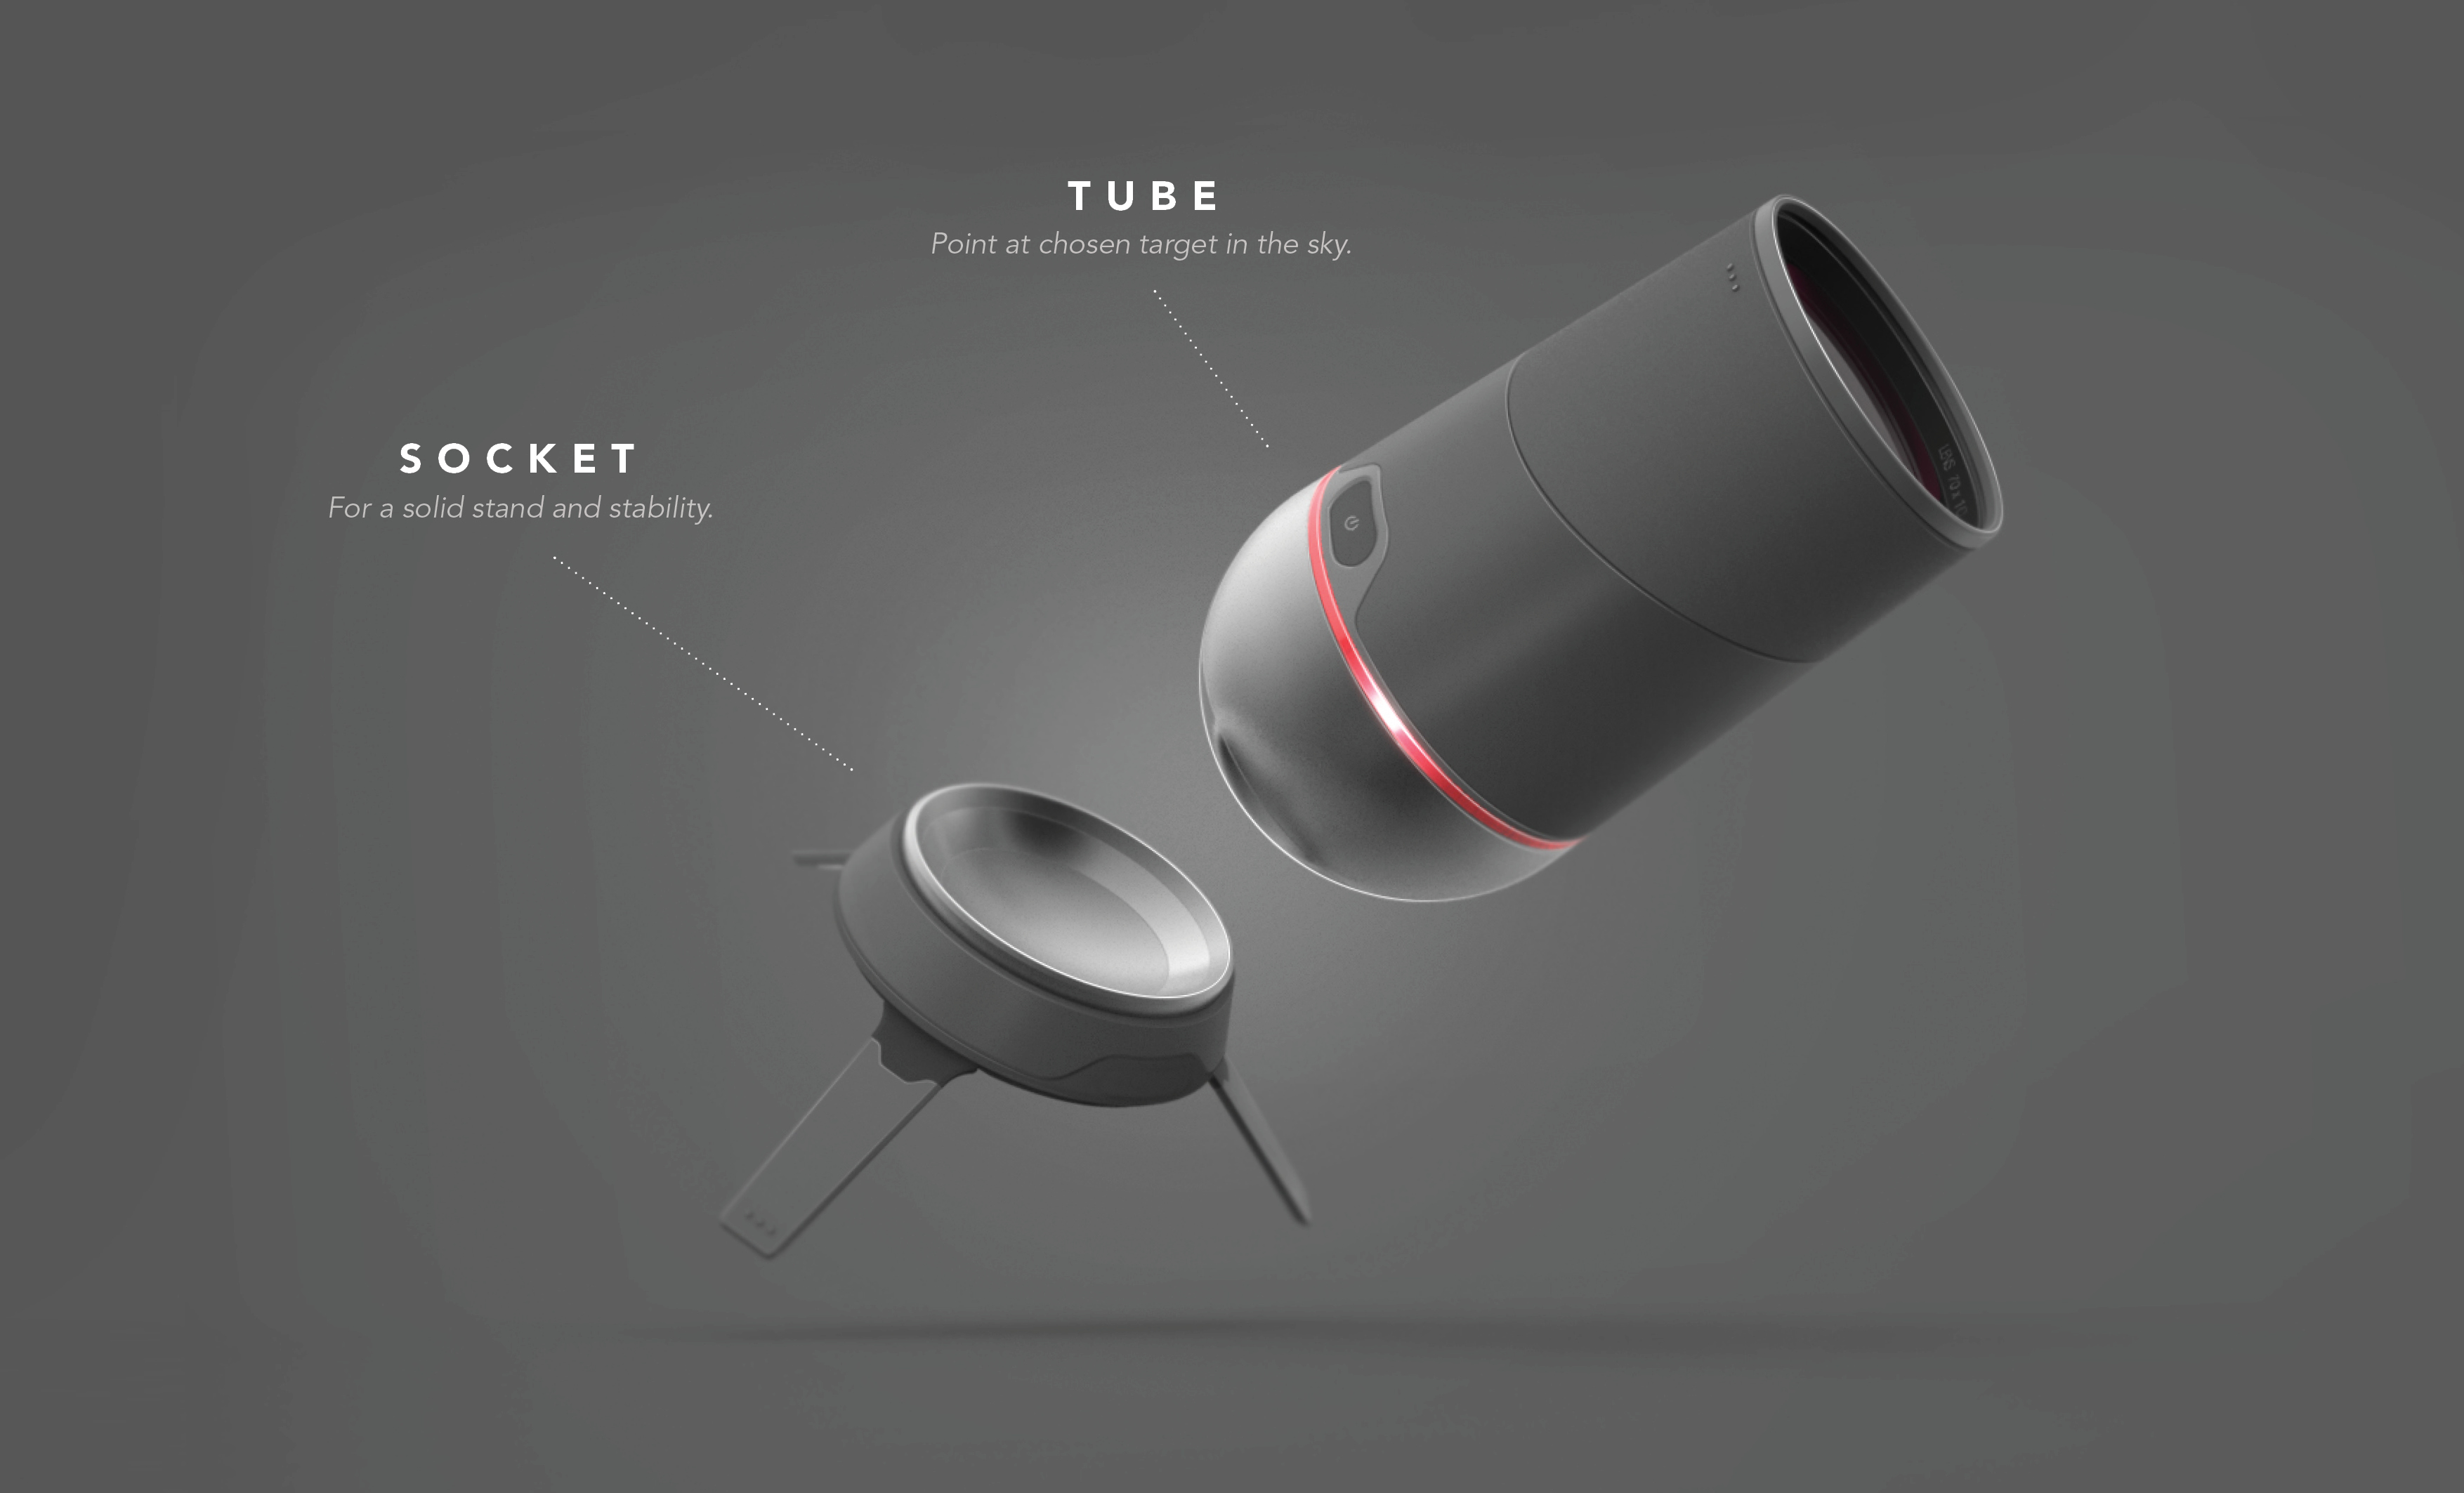 TUBE
Point at chosen target in the sky.
SOCKET
For a solid stand and stability.